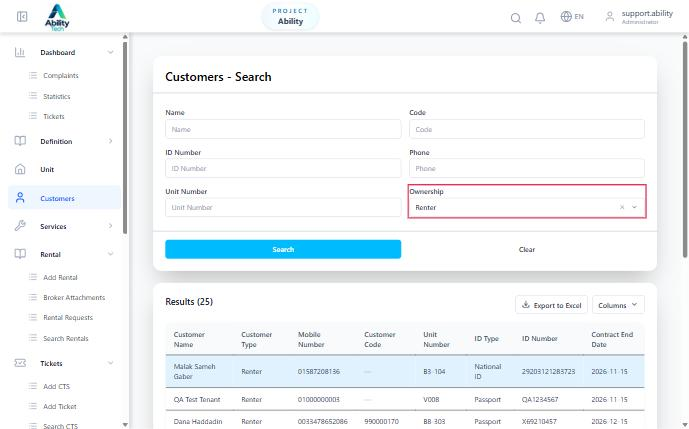 Ability
Tech
PROJECT
Ability
EN
support.ability
Administrator
Dashboard
Complaints
Statistics
Tickets
Definition
Unit
Customers
Services
Rental
Add Rental
Broker Attachments
Rental Requests
Search Rentals
Tickets
Add CTS
Add Ticket
Search CTS
Customers - Search
Name
Code
Name
Code
ID Number
Phone
ID Number
Phone
Unit Number
Ownership
Unit Number
Renter
Search
Clear
Results (25)
Export to Excel
Columns
Customer Name
Customer Type
Mobile Number
Customer Code
Unit Number
ID Type
ID Number
Contract End Date
Malak Sameh Gaber
Renter
01587208136
—
B3-104
National ID
29203121283723
2026-11-15
QA Test Tenant
Renter
01000000003
—
V008
Passport
QA1234567
2026-11-15
Dana Haddadin
Renter
0033478652086
990000170
B8-303
Passport
X69210457
2026-12-15